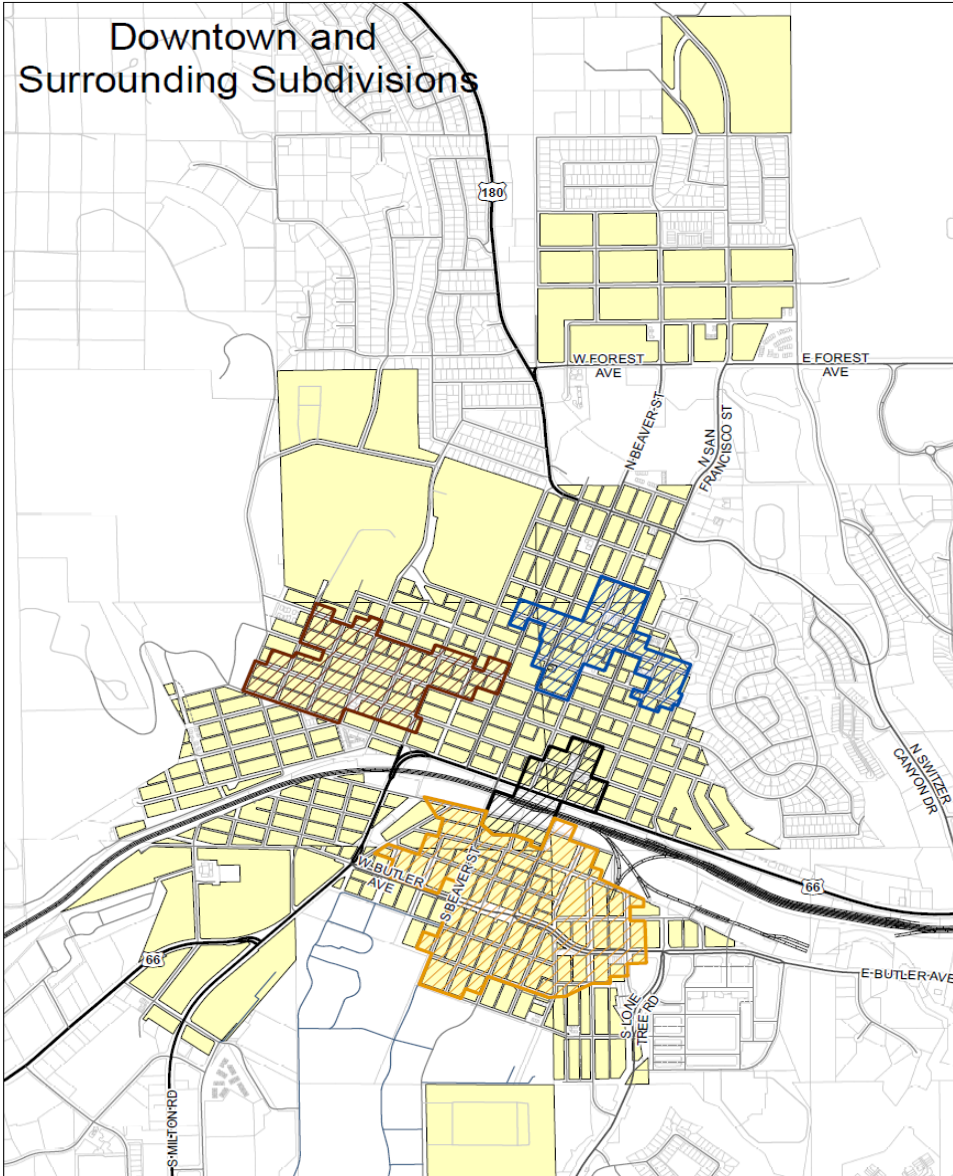 Downtown and
Surrounding Subdivisions
180
W FOREST
AVE
E FOREST
AVE
N BEAVER ST
N SAN
FRANCISCO ST
N SWITZER
CANYON DR
W BUTLER
AVE
S BEAVER ST
66
66
E BUTLER AVE
S LONE
TREE RD
S MILTON RD